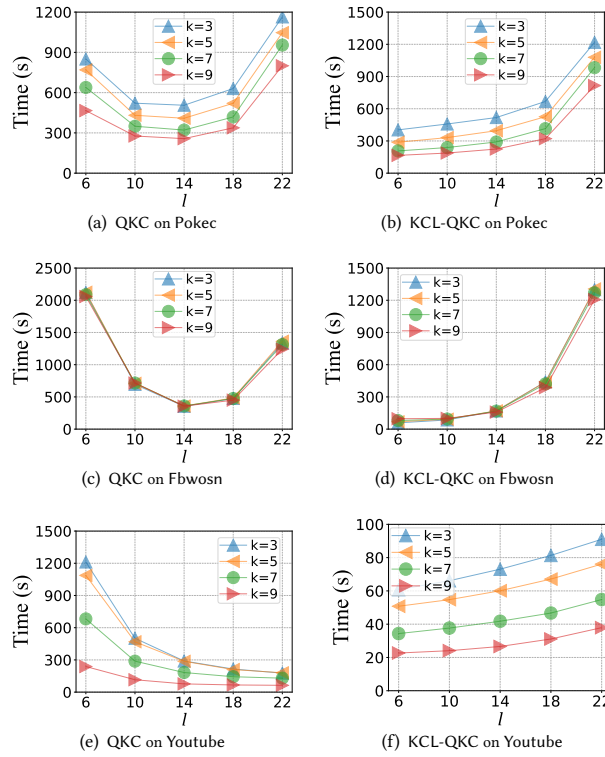 1200
900
600
300
0
Time (s)
k=3
k=5
k=7
k=9
6 10 14 18 22
l
(a) QKC on Pokec
1500
1200
900
600
300
0
Time (s)
k=3
k=5
k=7
k=9
6 10 14 18 22
l
(b) KCL-QKC on Pokec
2500
2000
1500
1000
500
0
Time (s)
k=3
k=5
k=7
k=9
6 10 14 18 22
l
(c) QKC on Fbwosn
1500
1200
900
600
300
0
Time (s)
k=3
k=5
k=7
k=9
6 10 14 18 22
l
(d) KCL-QKC on Fbwosn
1500
1200
900
600
300
0
Time (s)
k=3
k=5
k=7
k=9
6 10 14 18 22
l
(e) QKC on Youtube
100
80
60
40
20
0
Time (s)
k=3
k=5
k=7
k=9
6 10 14 18 22
l
(f) KCL-QKC on Youtube